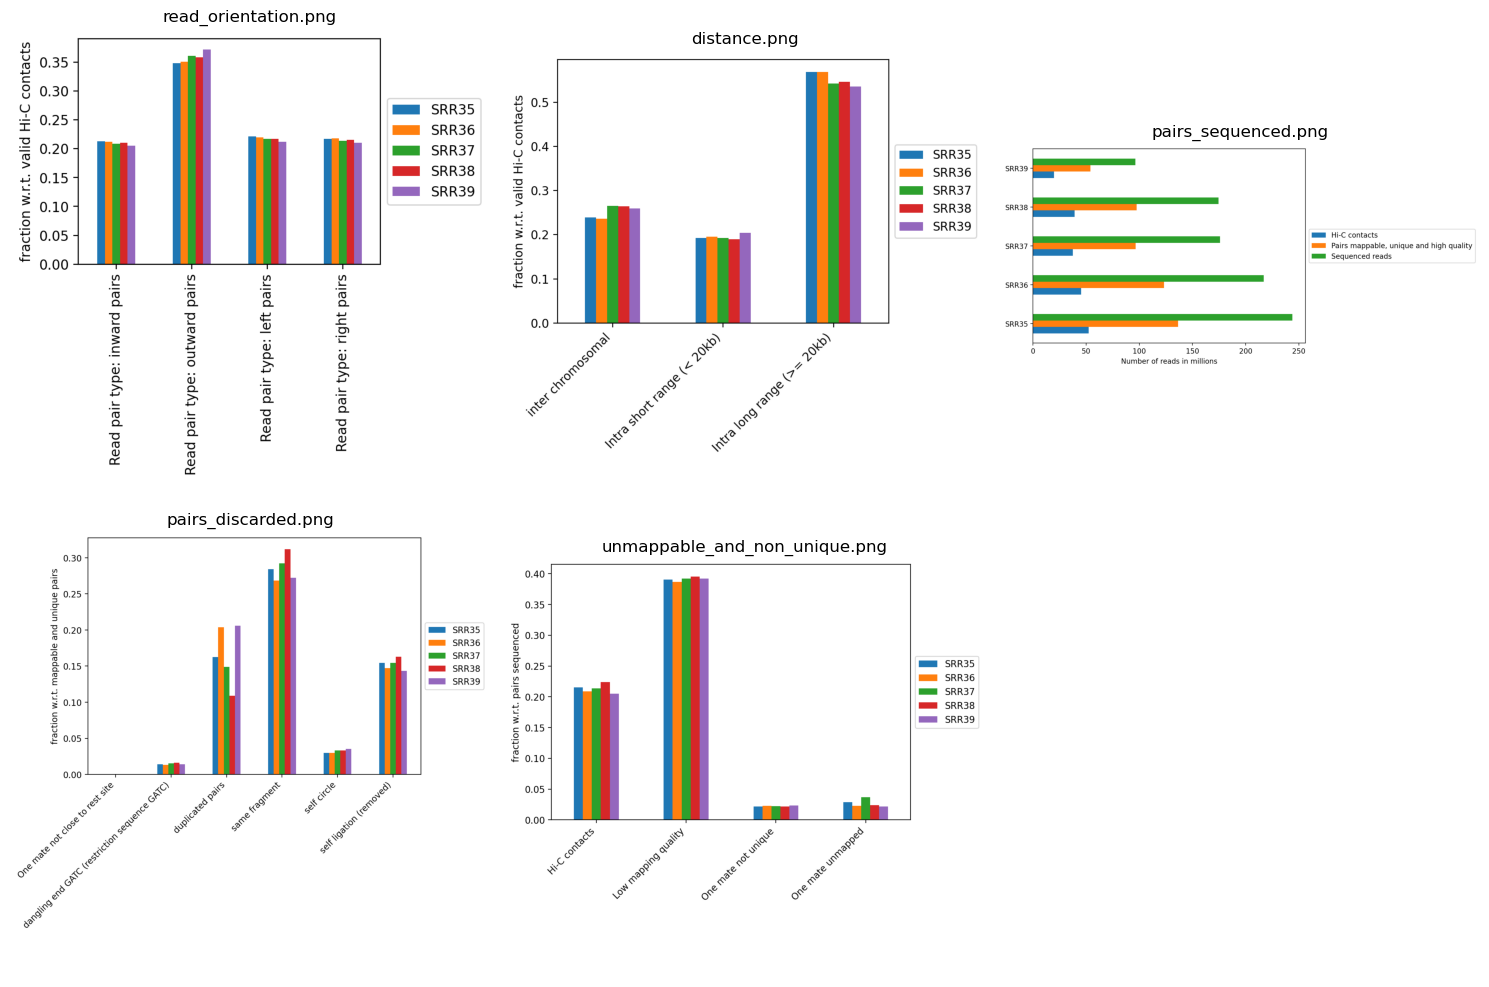 read_orientation.png
fraction w.r.t. valid Hi-C contacts
0.35
0.30
0.25
0.20
0.15
0.10
0.05
0.00
Read pair type: inward pairs
Read pair type: outward pairs
Read pair type: left pairs
Read pair type: right pairs
SRR35
SRR36
SRR37
SRR38
SRR39
distance.png
fraction w.r.t. valid Hi-C contacts
0.5
0.4
0.3
0.2
0.1
0.0
inter chromosomal
Intra short range (< 20kb)
Intra long range (>= 20kb)
SRR35
SRR36
SRR37
SRR38
SRR39
pairs_sequenced.png
SRR39
SRR38
SRR37
SRR36
SRR35
0 50 100 150 200 250
Number of reads in millions
Hi-C contacts
Pairs mappable, unique and high quality
Sequenced reads
pairs_discarded.png
fraction w.r.t. mappable and unique pairs
0.30
0.25
0.20
0.15
0.10
0.05
0.00
One mate not close to rest site
dangling end GATC (restriction sequence GATC)
duplicated pairs
same fragment
self circle
self ligation (removed)
SRR35
SRR36
SRR37
SRR38
SRR39
unmappable_and_non_unique.png
fraction w.r.t. pairs sequenced
0.40
0.35
0.30
0.25
0.20
0.15
0.10
0.05
0.00
Hi-C contacts
Low mapping quality
One mate not unique
One mate unmapped
SRR35
SRR36
SRR37
SRR38
SRR39